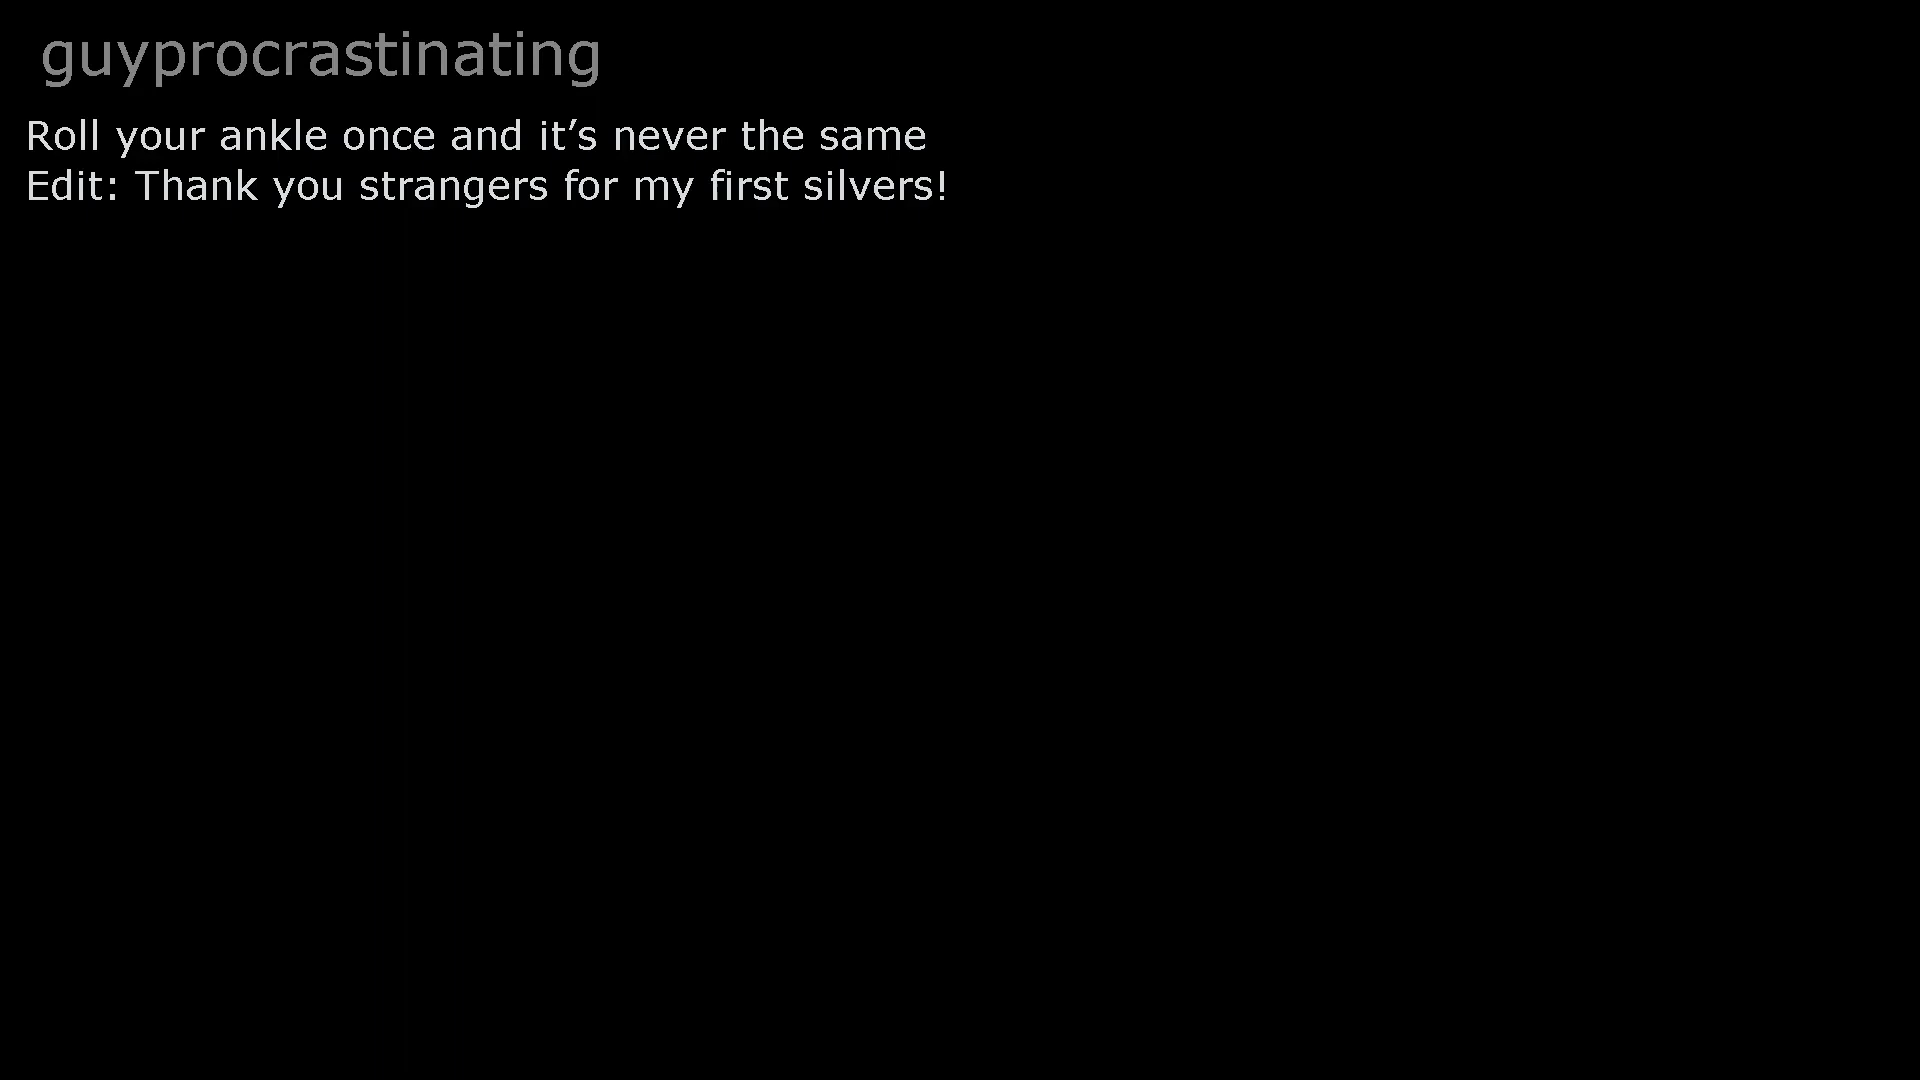 guyprocrastinating
Roll your ankle once and it’s never the same
Edit: Thank you strangers for my first silvers!